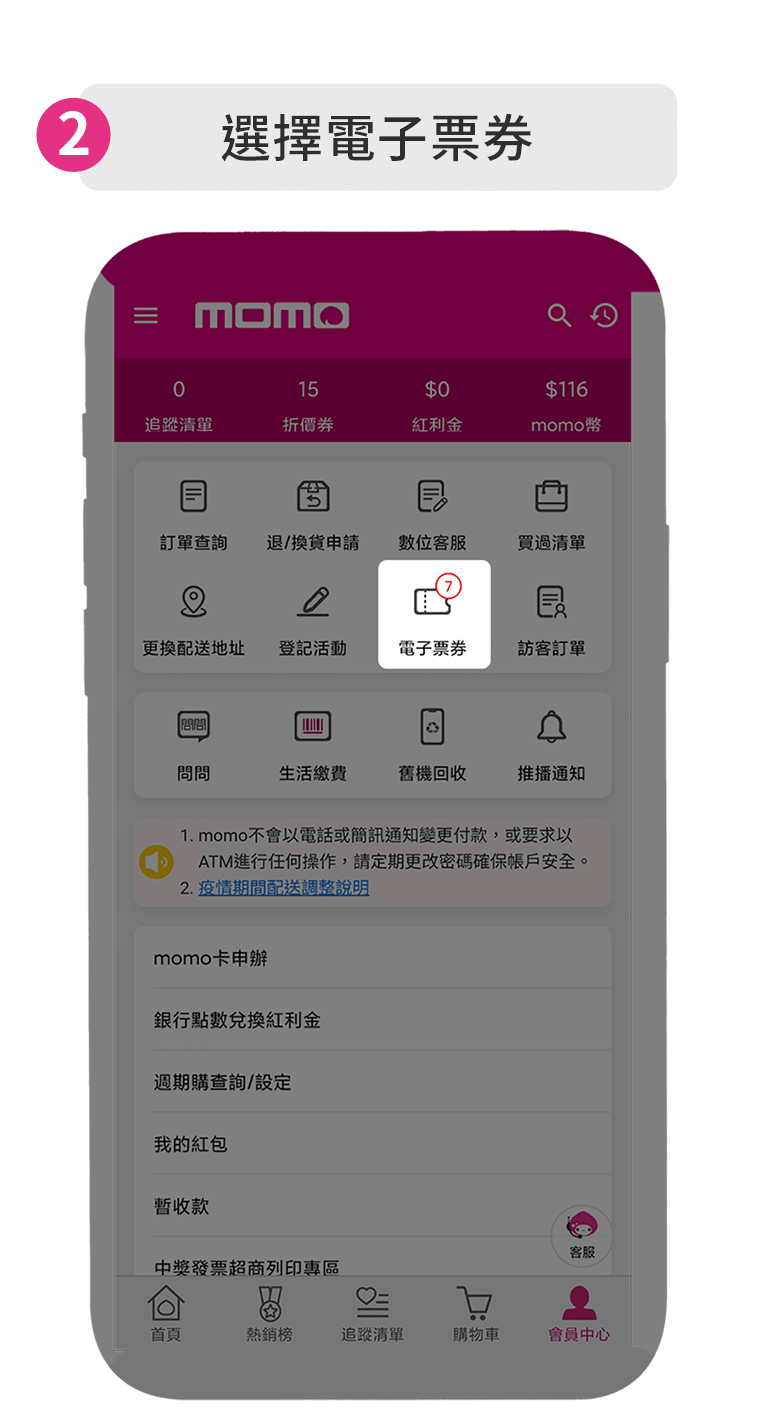 2
選擇電子票券
momo
0 15 $0 $116
追蹤清單 折價券 紅利金 momo幣
訂單查詢 退/換貨申請 數位客服 買過清單
7
更換配送地址 登記活動 電子票券 訪客訂單
問問
問問 生活繳費 舊機回收 推播通知
1. momo不會以電話或簡訊通知變更付款，或要求以
ATM進行任何操作，請定期更改密碼確保帳戶安全。
2. 疫情期間配送調整說明
momo卡申辦
銀行點數兌換紅利金
週期購查詢/設定
我的紅包
暫收款
客服
中獎發票超商列印專區
首頁 熱銷榜 追蹤清單 購物車 會員中心